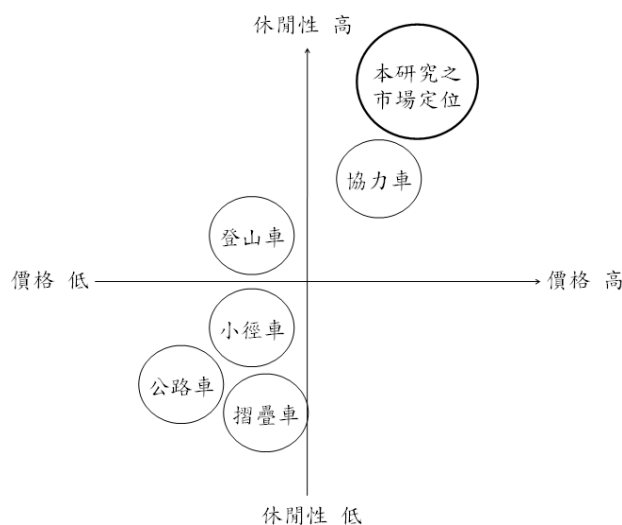 休閒性 高
本研究之
市場定位
協力車
登山車
價格 低
價格 高
小徑車
公路車
摺疊車
休閒性 低